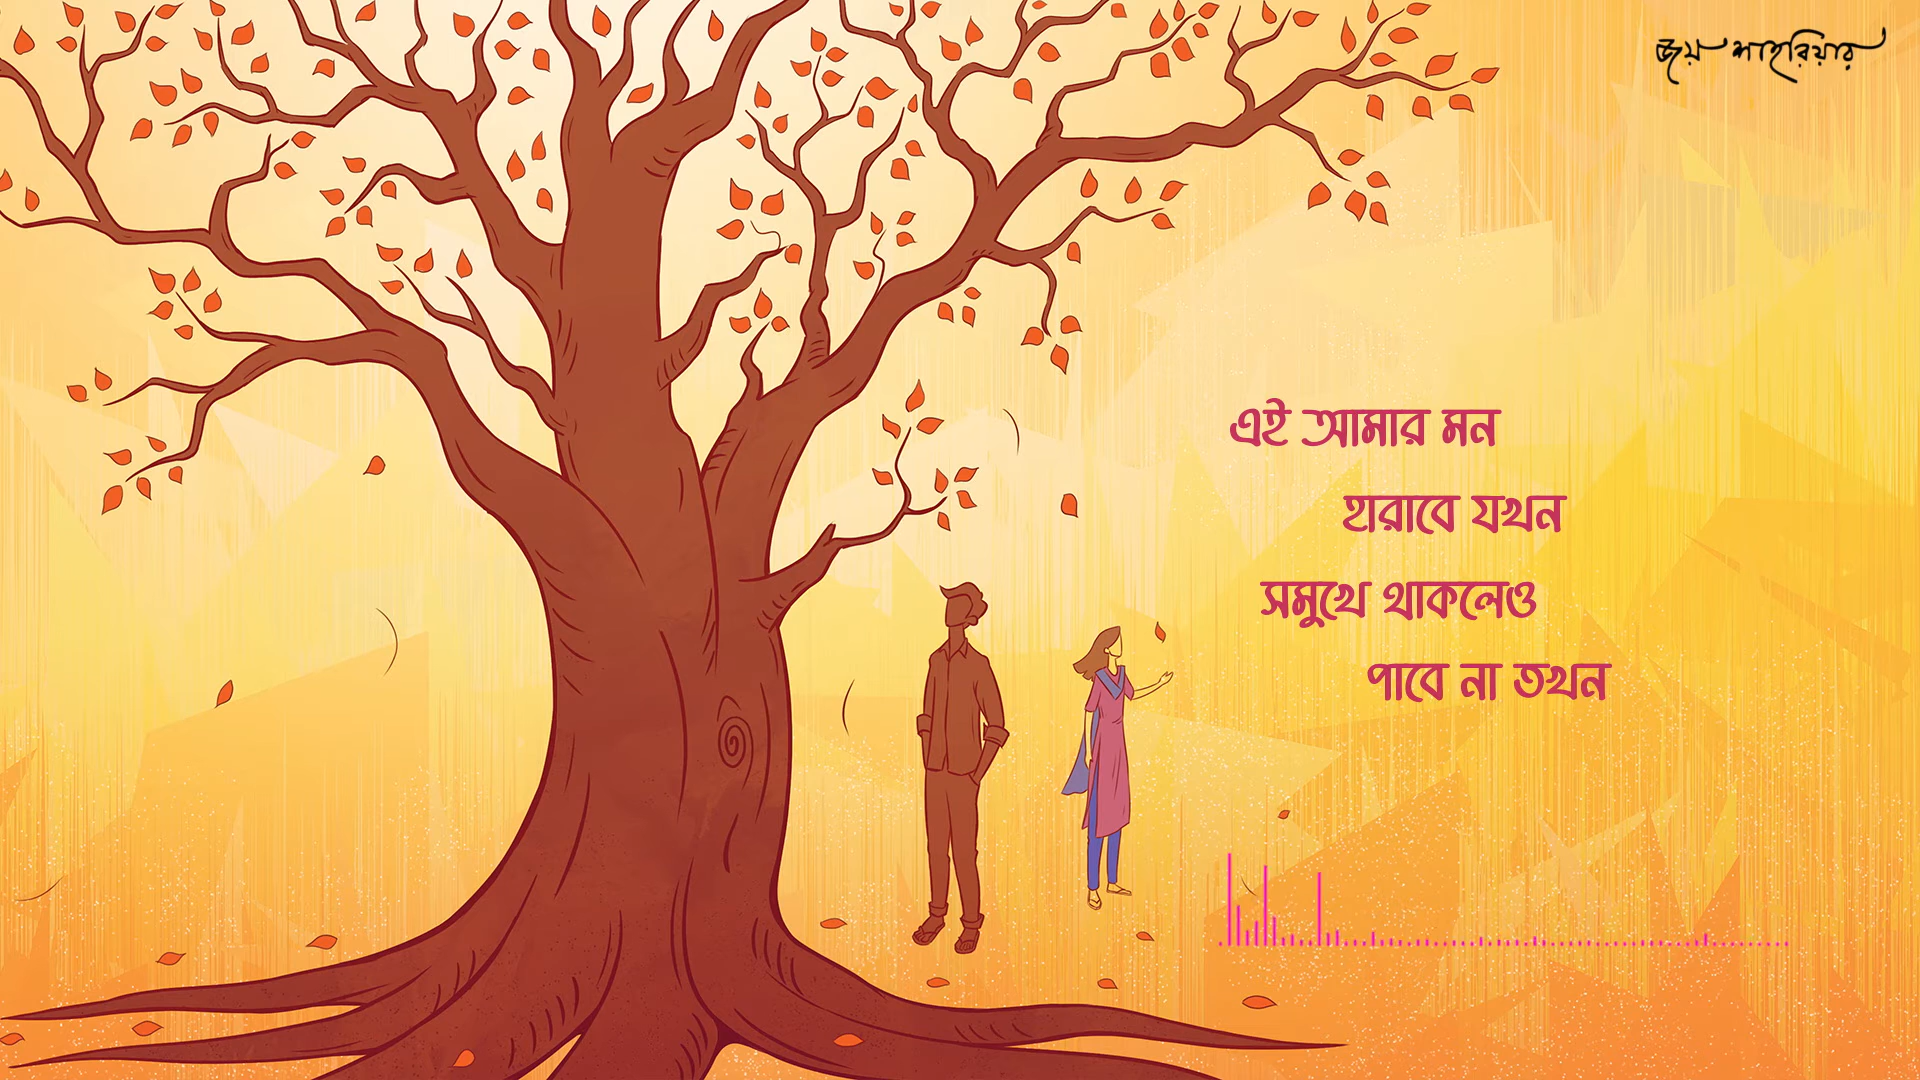 জয় শাহরিয়ার
এই আমার মন
হারাবে যখন
সমুখে থাকলেও
পাবে না তখন